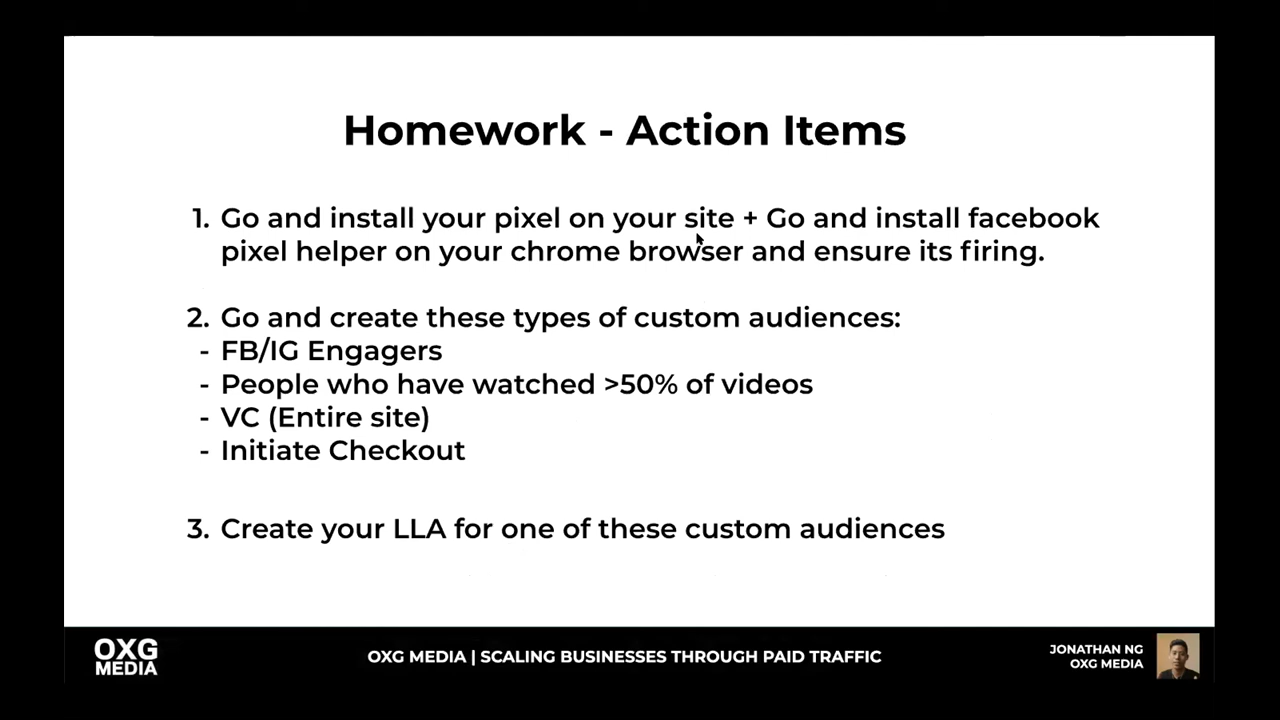 Homework - Action Items
1. Go and install your pixel on your site + Go and install facebook
pixel helper on your chrome browser and ensure its firing.
2. Go and create these types of custom audiences:
- FB/IG Engagers
- People who have watched >50% of videos
- VC (Entire site)
- Initiate Checkout
3. Create your LLA for one of these custom audiences
OXG
MEDIA
OXG MEDIA | SCALING BUSINESSES THROUGH PAID TRAFFIC
JONATHAN NG
OXG MEDIA